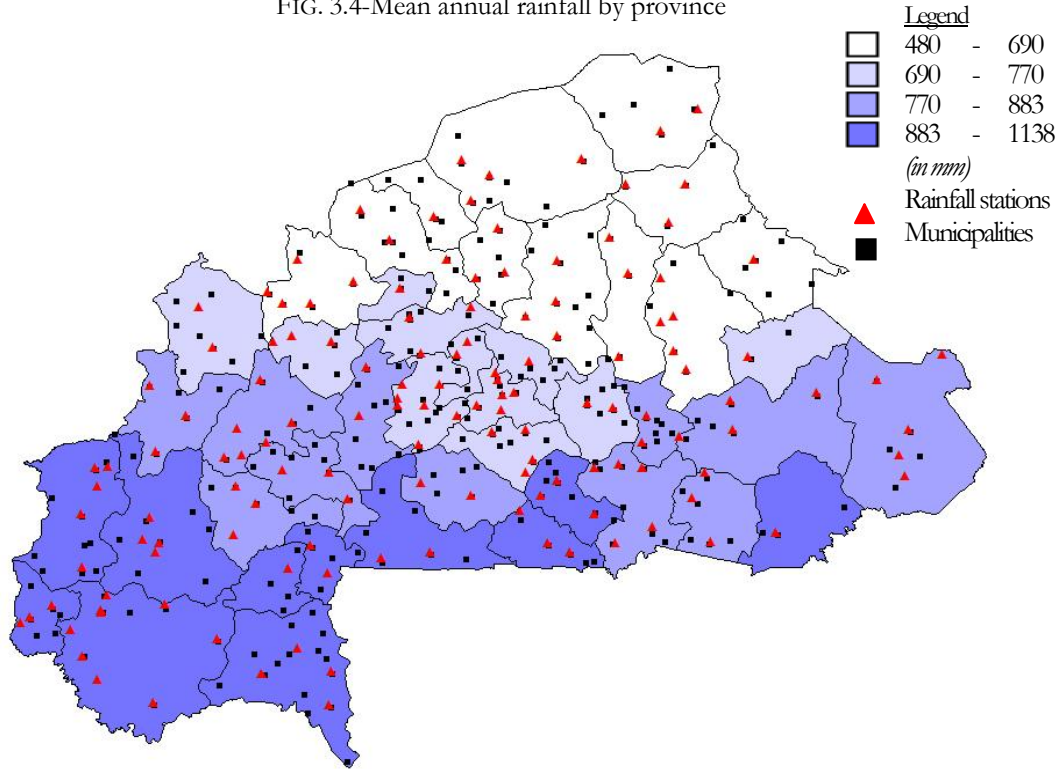 FIG. 3.4-Mean annual rainfall by province
Legend
480 - 690
690 - 770
770 - 883
883 - 1138
(in mm)
Rainfall stations
Municipalities